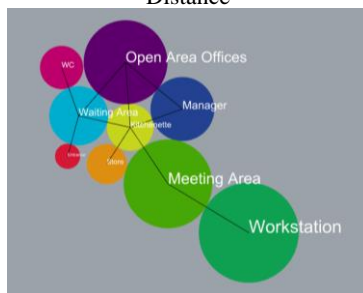 Distance
WC
Open Area Offices
Manager
Waiting Area
Kitchenette
Store
Meeting Area
Workstation